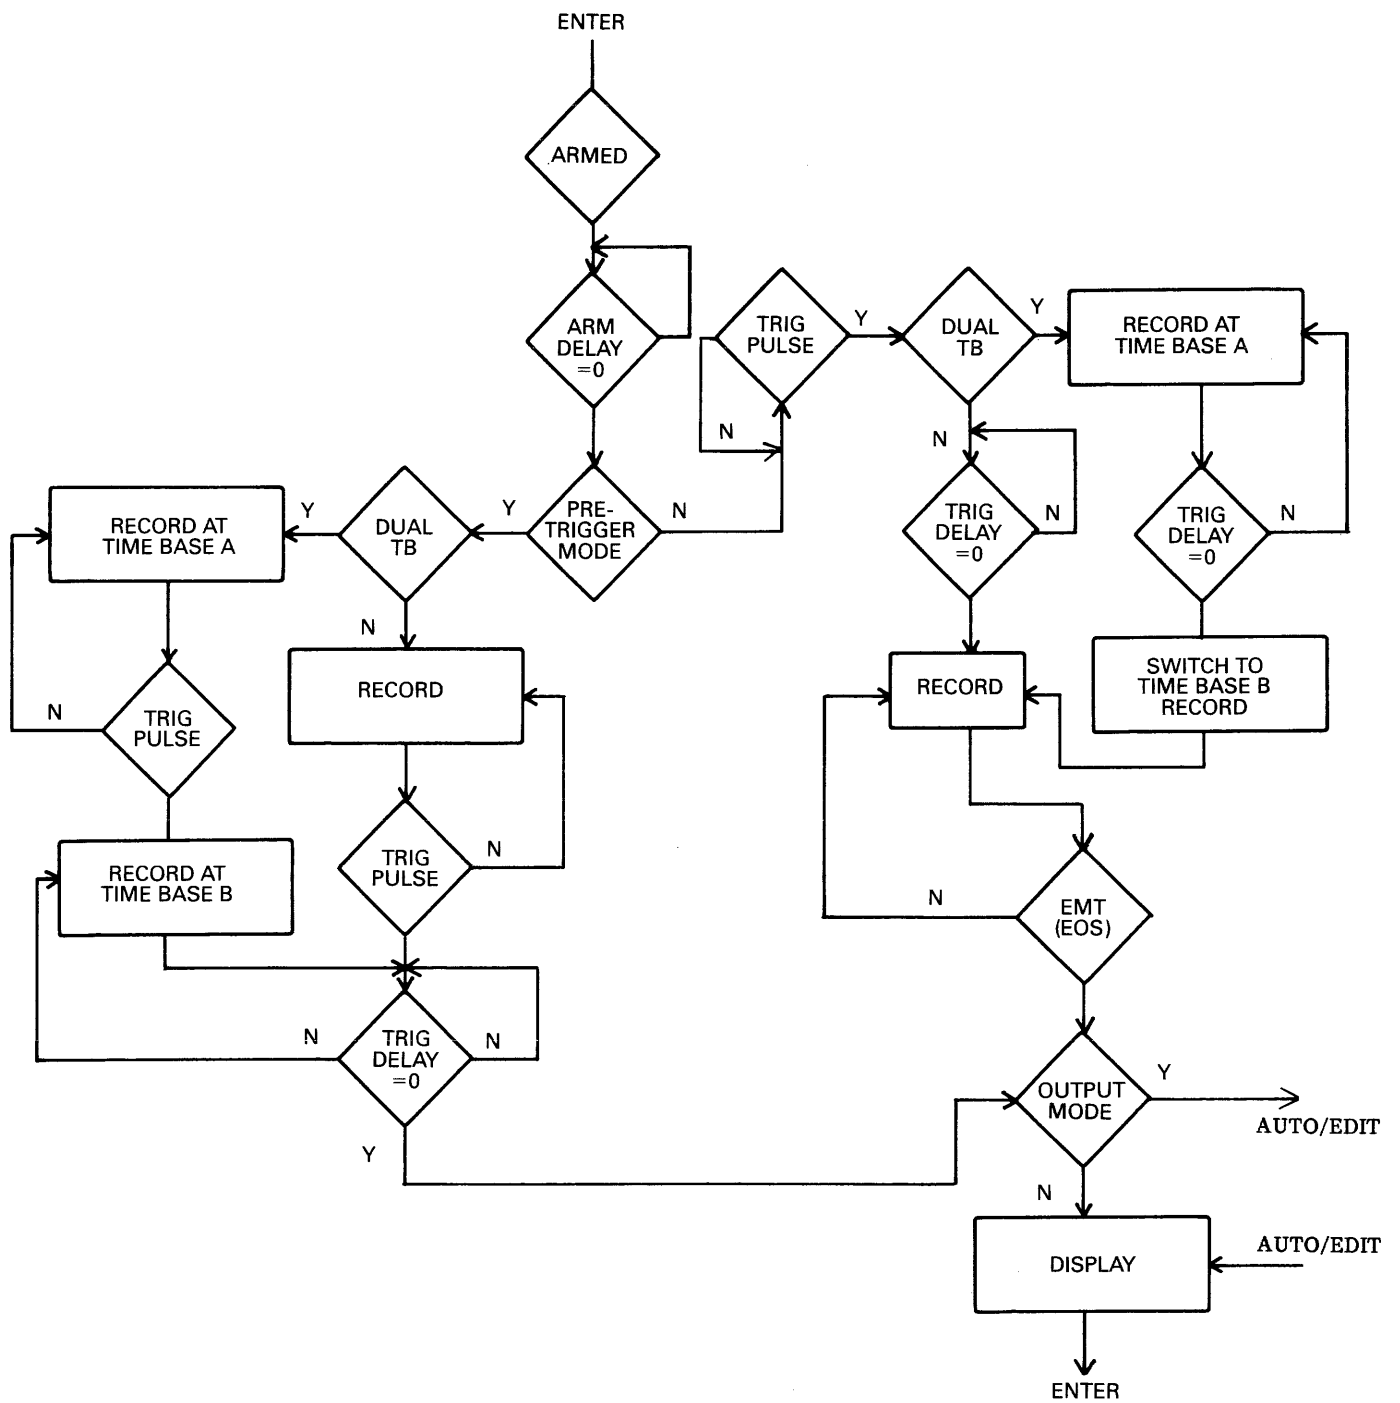 ENTER
ARMED
ARM
DELAY
=0
TRIG
PULSE
Y
DUAL
TB
Y
RECORD AT
TIME BASE A
N
N
RECORD AT
TIME BASE A
Y
DUAL
TB
Y
PRE-
TRIGGER
MODE
N
TRIG
DELAY
=0
N
TRIG
DELAY
=0
N
N
RECORD
RECORD
SWITCH TO
TIME BASE B
RECORD
N
TRIG
PULSE
TRIG
PULSE
N
RECORD AT
TIME BASE B
N
EMT
(EOS)
N
TRIG
DELAY
=0
N
Y
OUTPUT
MODE
Y
AUTO/EDIT
N
DISPLAY
AUTO/EDIT
ENTER